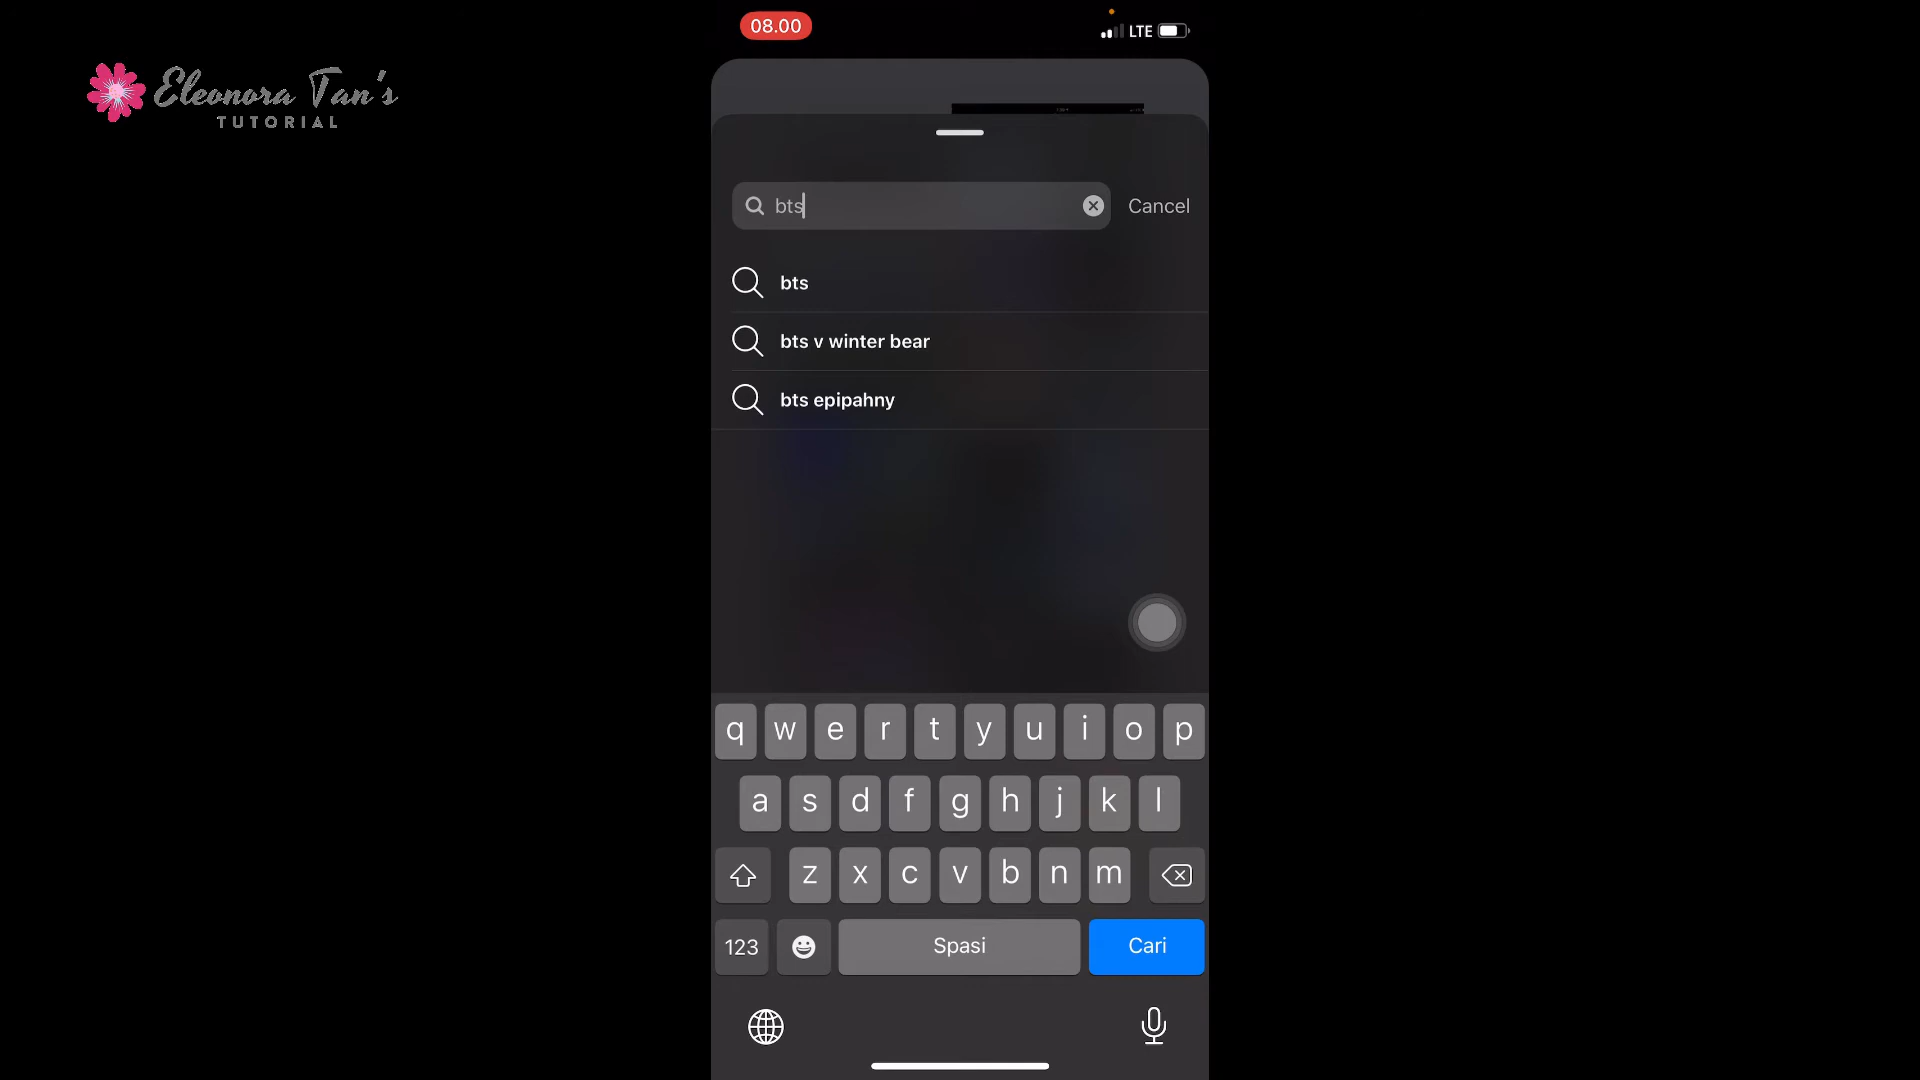 Eleonora Tan's
TUTORIAL
08.00
LTE
bts
Cancel
bts
bts v winter bear
bts epipahny
q w e r t y u i o p
a s d f g h j k l
z x c v b n m
123 Spasi Cari